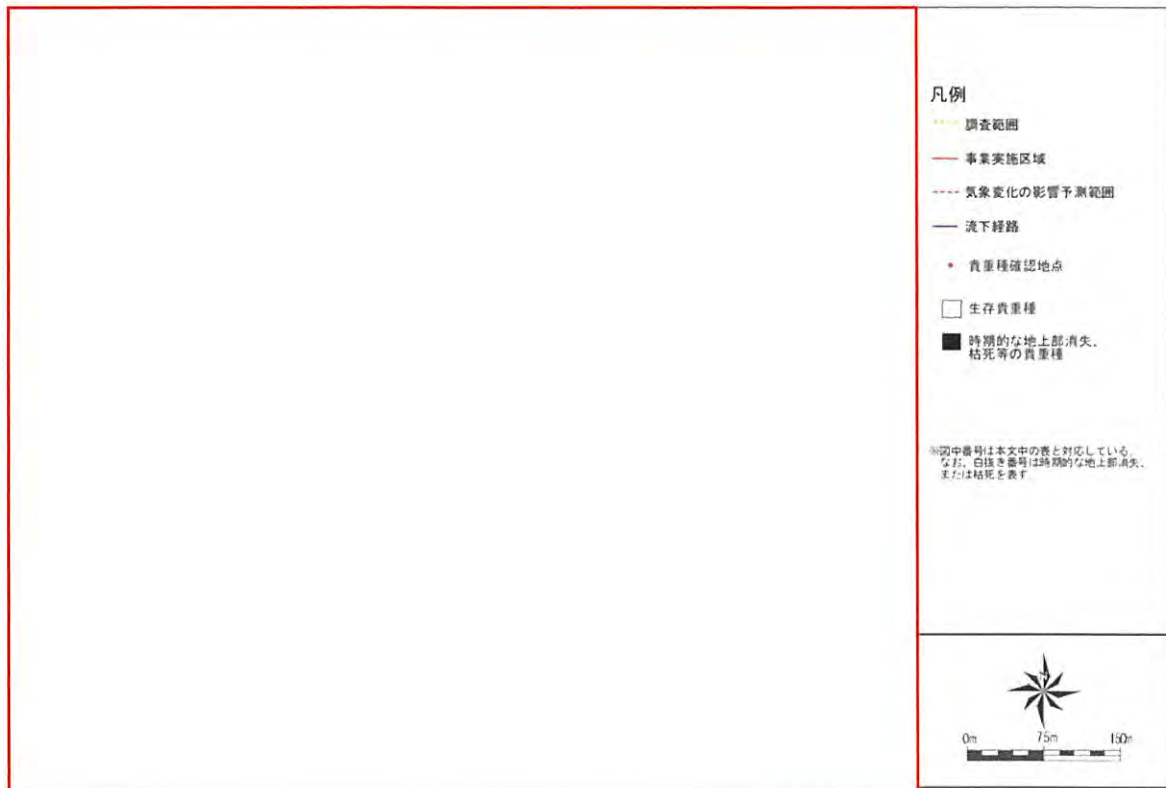 凡例
調査範囲
事業実施区域
気象変化の影響予測範囲
流下経路
貴重種確認地点
生存貴重種
時期的な地上部消失、
枯死等の貴重種
※図中番号は本文中の表と対応している。
なお、白抜き番号は時期的な地上部消失、
または枯死を表す
N
0m 75m 150m